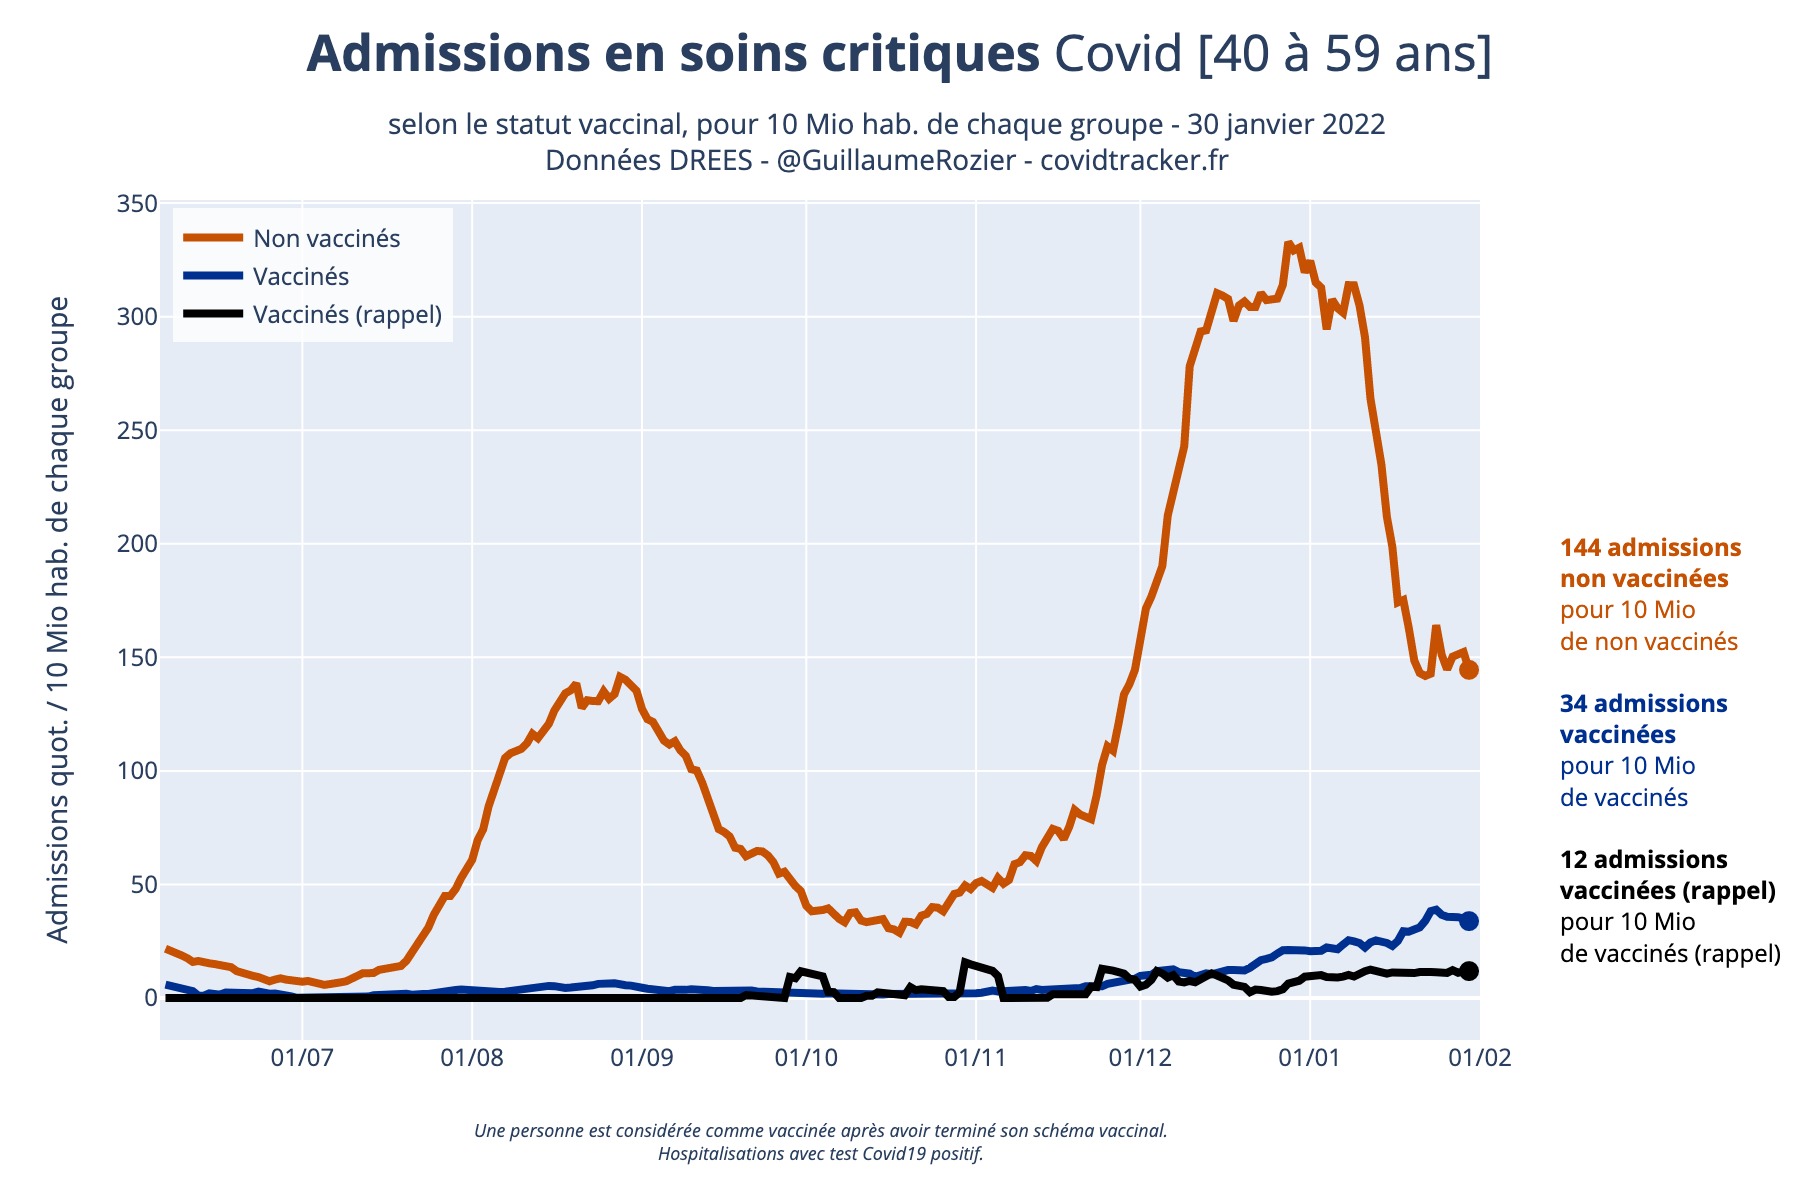 Admissions en soins critiques Covid [40 à 59 ans]
selon le statut vaccinal, pour 10 Mio hab. de chaque groupe - 30 janvier 2022
Données DREES - @GuillaumeRozier - covidtracker.fr
Admissions quot. / 10 Mio hab. de chaque groupe
350
300
250
200
150
100
50
0
Non vaccinés
Vaccinés
Vaccinés (rappel)
144 admissions
non vaccinées
pour 10 Mio
de non vaccinés
34 admissions
vaccinées
pour 10 Mio
de vaccinés
12 admissions
vaccinées (rappel)
pour 10 Mio
de vaccinés (rappel)
01/07 01/08 01/09 01/10 01/11 01/12 01/01 01/02
Une personne est considérée comme vaccinée après avoir terminé son schéma vaccinal.
Hospitalisations avec test Covid19 positif.